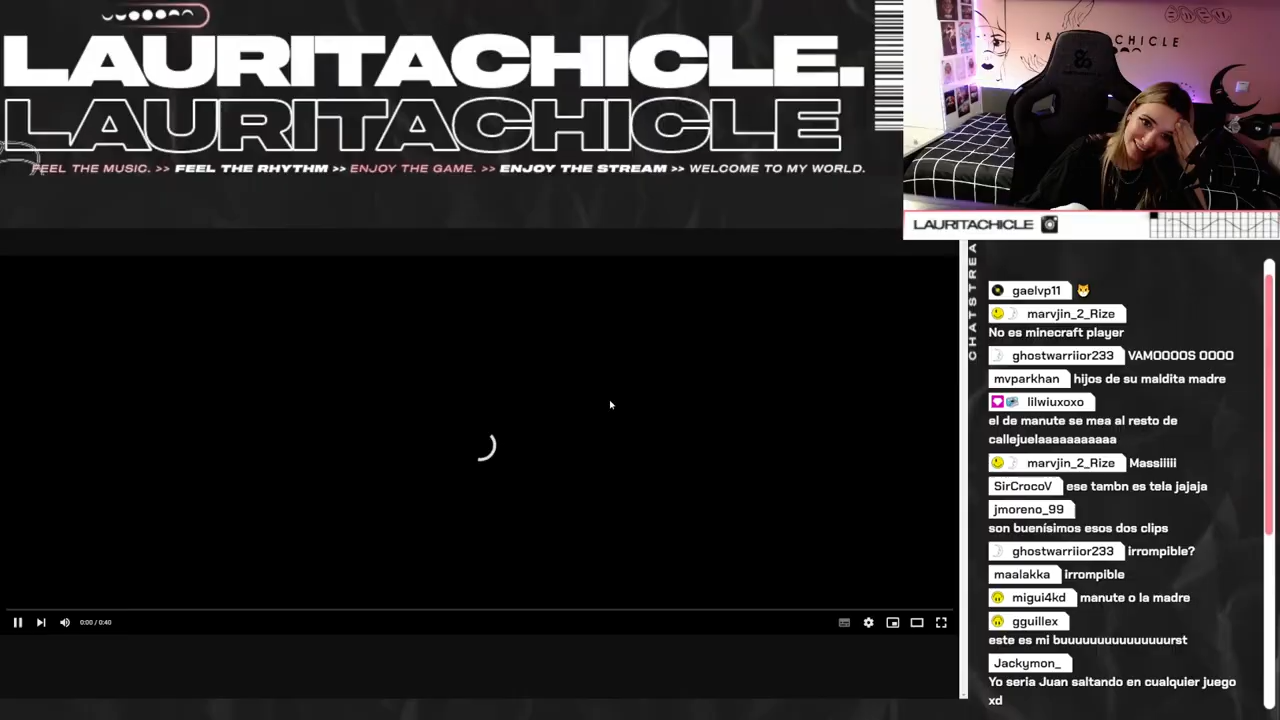 LAURITACHICLE.
LAURITACHICLE
FEEL THE MUSIC. >> FEEL THE RHYTHM >> ENJOY THE GAME. >> ENJOY THE STREAM >> WELCOME TO MY WORLD.
LAURITACHICLE
CHATSTREA
gaelvp11
marvjin_2_Rize
No es minecraft player
ghostwarriior233 VAMOOOOS OOOO
mvparkhan hijos de su maldita madre
lilwiuxoxo
el de manute se mea al resto de
callejuelaaaaaaaaaaa
marvjin_2_Rize Massiiiii
SirCrocoV ese tambn es tela jajaja
jmoreno_99
son buenísimos esos dos clips
ghostwarriior233 irrompible?
maalakka irrompible
migui4kd manute o la madre
gguillex
este es mi buuuuuuuuuuuuuurst
Jackymon_
Yo seria Juan saltando en cualquier juego
xd
0:00 / 0:40